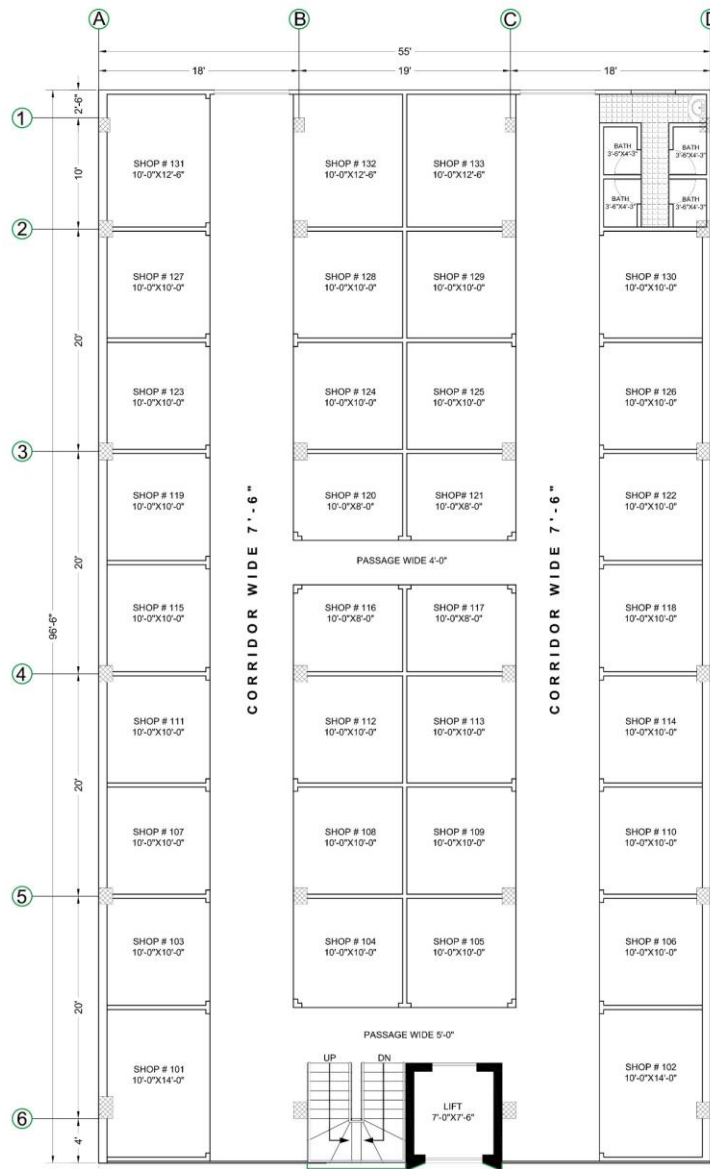 A
B
C
D
55'
18'
19'
18'
2'-6"
1
SHOP # 131
10'-0"X12'-6"
SHOP # 132
10'-0"X12'-6"
SHOP # 133
10'-0"X12'-6"
BATH
3'-6"X4'-3"
BATH
3'-6"X4'-3"
BATH
3'-6"X4'-3"
BATH
3'-6"X4'-3"
10'
2
SHOP # 127
10'-0"X10'-0"
SHOP # 128
10'-0"X10'-0"
SHOP # 129
10'-0"X10'-0"
SHOP # 130
10'-0"X10'-0"
20'
SHOP # 123
10'-0"X10'-0"
SHOP # 124
10'-0"X10'-0"
SHOP # 125
10'-0"X10'-0"
SHOP # 126
10'-0"X10'-0"
3
SHOP # 119
10'-0"X10'-0"
SHOP # 120
10'-0"X8'-0"
SHOP# 121
10'-0"X8'-0"
SHOP # 122
10'-0"X10'-0"
20'
CORRIDOR WIDE 7'-6"
PASSAGE WIDE 4'-0"
CORRIDOR WIDE 7'-6"
96'-6"
SHOP # 115
10'-0"X10'-0"
SHOP # 116
10'-0"X8'-0"
SHOP # 117
10'-0"X8'-0"
SHOP # 118
10'-0"X10'-0"
4
SHOP # 111
10'-0"X10'-0"
SHOP # 112
10'-0"X10'-0"
SHOP # 113
10'-0"X10'-0"
SHOP # 114
10'-0"X10'-0"
20'
SHOP # 107
10'-0"X10'-0"
SHOP # 108
10'-0"X10'-0"
SHOP # 109
10'-0"X10'-0"
SHOP # 110
10'-0"X10'-0"
5
SHOP # 103
10'-0"X10'-0"
SHOP # 104
10'-0"X10'-0"
SHOP # 105
10'-0"X10'-0"
SHOP # 106
10'-0"X10'-0"
20'
PASSAGE WIDE 5'-0"
UP
DN
SHOP # 101
10'-0"X14'-0"
LIFT
7'-0"X7'-6"
SHOP # 102
10'-0"X14'-0"
6
4'